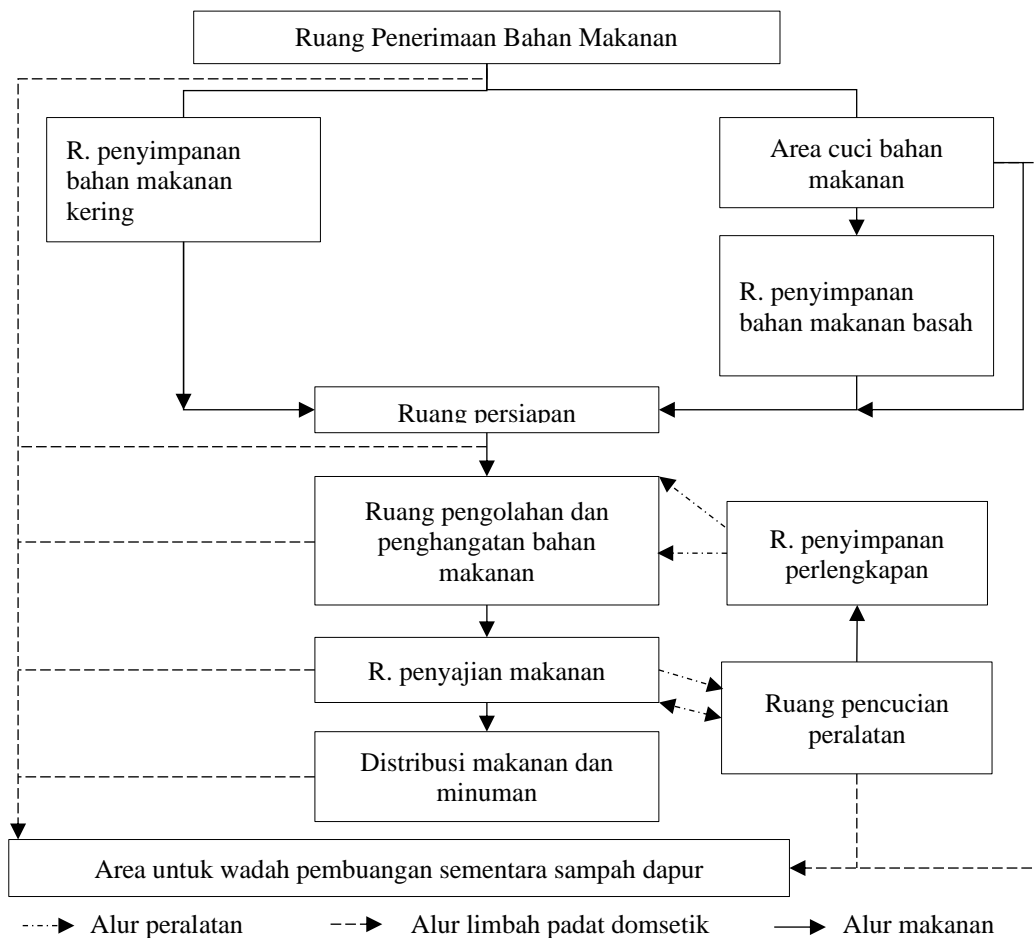 Ruang Penerimaan Bahan Makanan
R. penyimpanan
bahan makanan
kering
Area cuci bahan
makanan
R. penyimpanan
bahan makanan basah
Ruang persiapan
Ruang pengolahan dan
penghangatan bahan
makanan
R. penyimpanan
perlengkapan
R. penyajian makanan
Ruang pencucian
peralatan
Distribusi makanan dan
minuman
Area untuk wadah pembuangan sementara sampah dapur
Alur peralatan
Alur limbah padat domsetik
Alur makanan